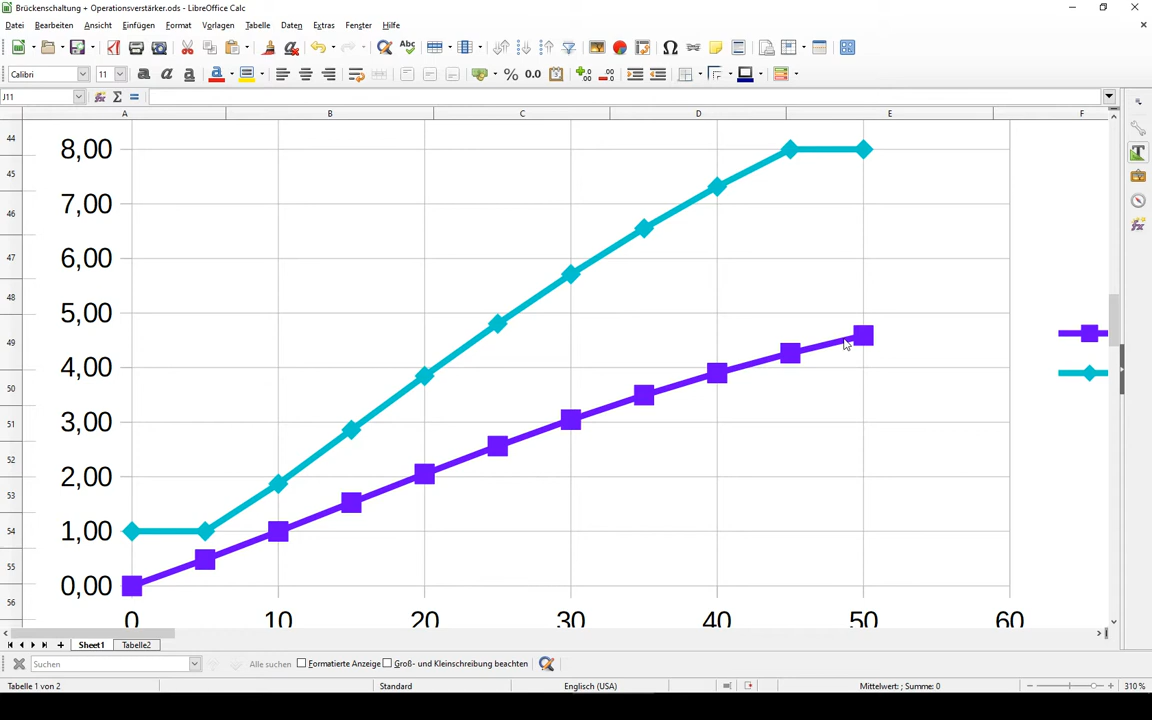 Brückenschaltung + Operationsverstärker.ods - LibreOffice Calc
Datei Bearbeiten Ansicht Einfügen Format Vorlagen Tabelle Daten Extras Fenster Hilfe
Calibri 11 a a a % 0.0
J11
A B C D E F
44
45
46
47
48
49
50
51
52
53
54
55
56
8,00
7,00
6,00
5,00
4,00
3,00
2,00
1,00
0,00
0 10 20 30 40 50 60
Sheet1 Tabelle2
Suchen Alle suchen Formatierte Anzeige Groß- und Kleinschreibung beachten
Tabelle 1 von 2 Standard Englisch (USA) Mittelwert: ; Summe: 0 310 %